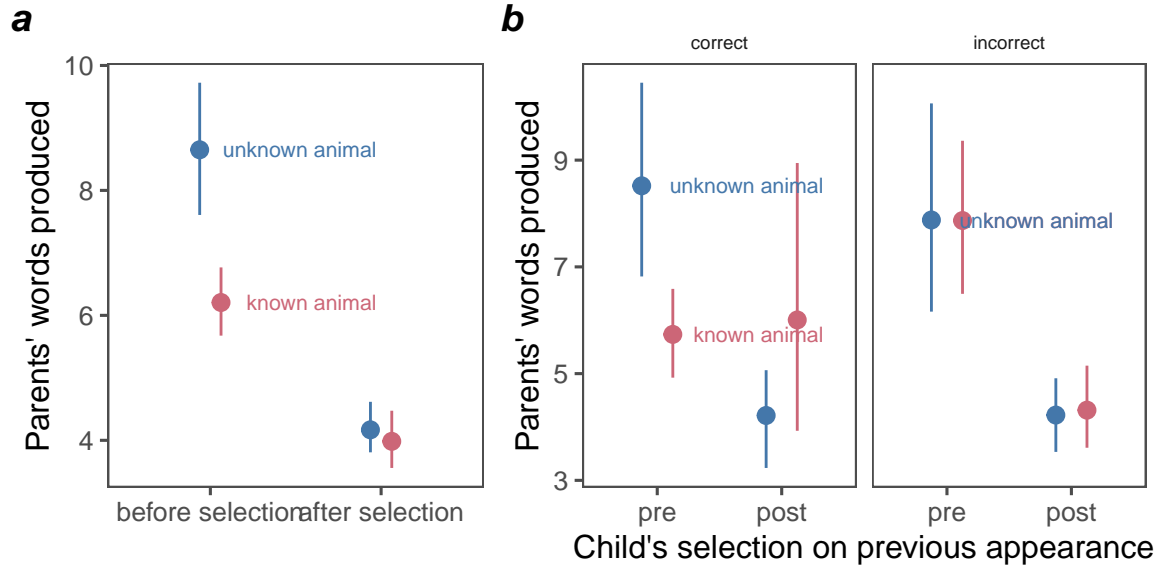 a
Parents' words produced
10
8
6
4
unknown animal
known animal
before selection
after selection
b
correct
incorrect
Parents' words produced
9
7
5
3
unknown animal
known animal
unknown animal
pre
post
pre
post
Child's selection on previous appearance